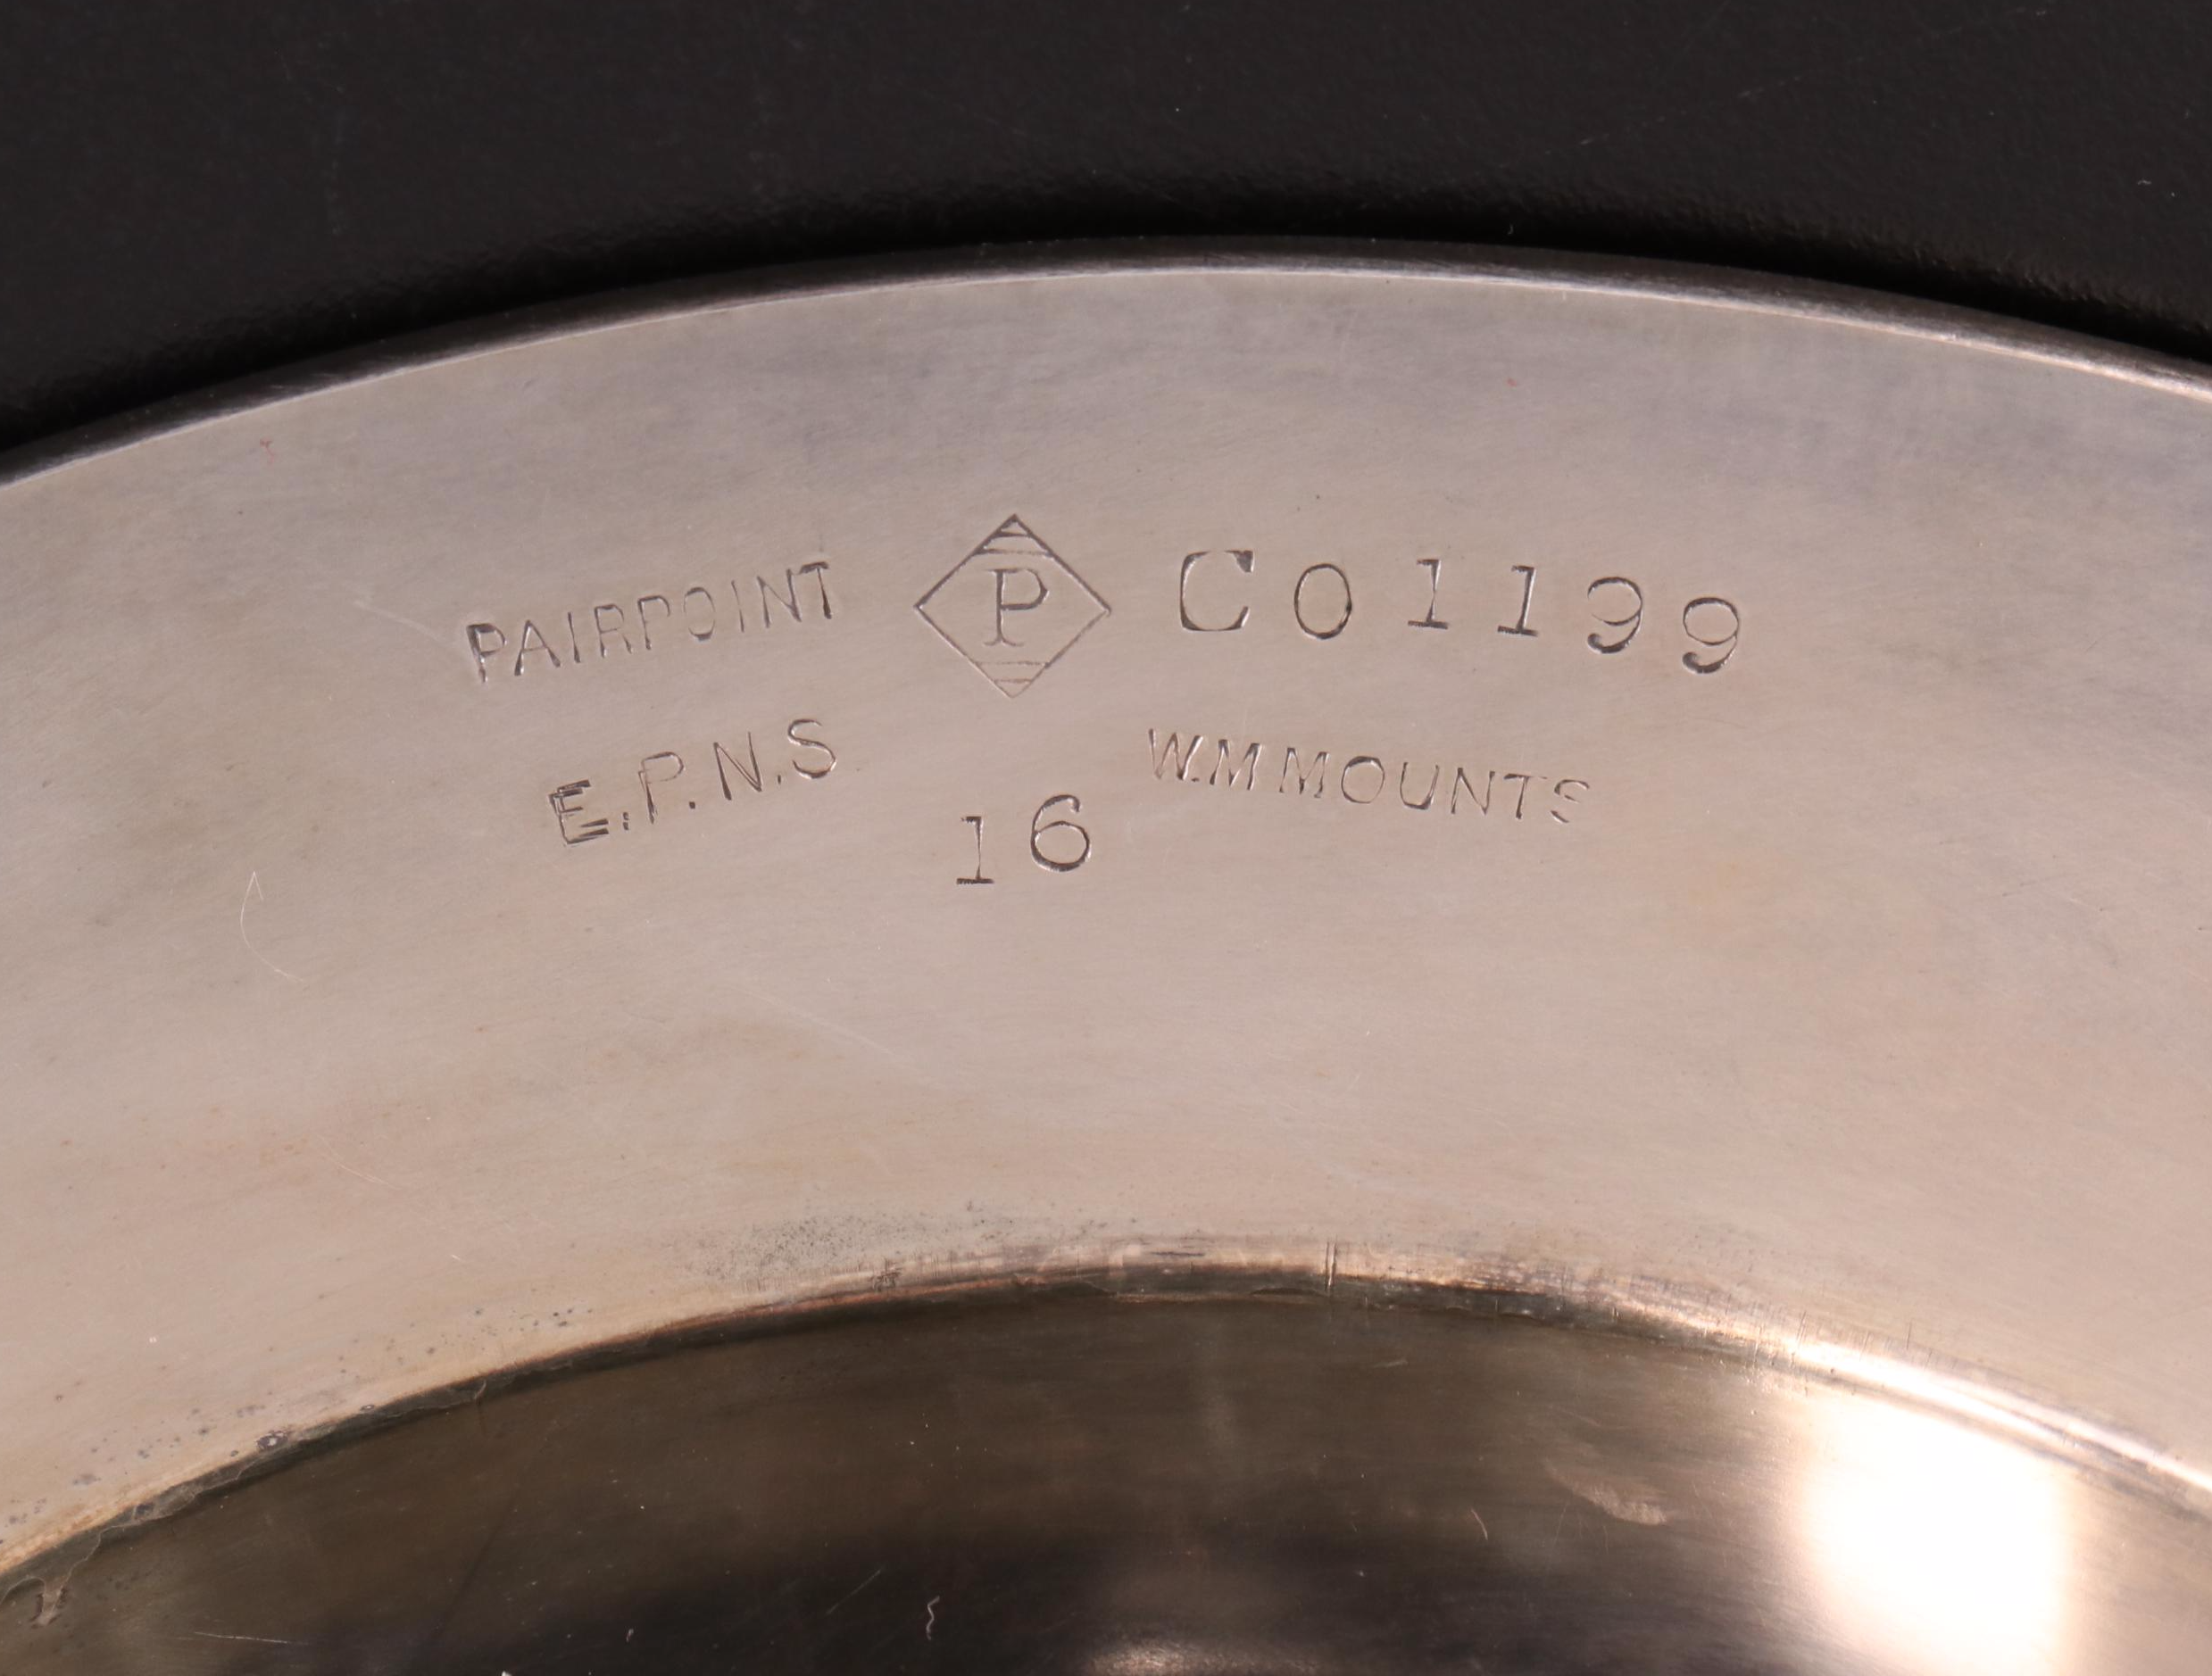 PAIRPOINT P C01199
E.P.N.S W.M MOUNTS
16